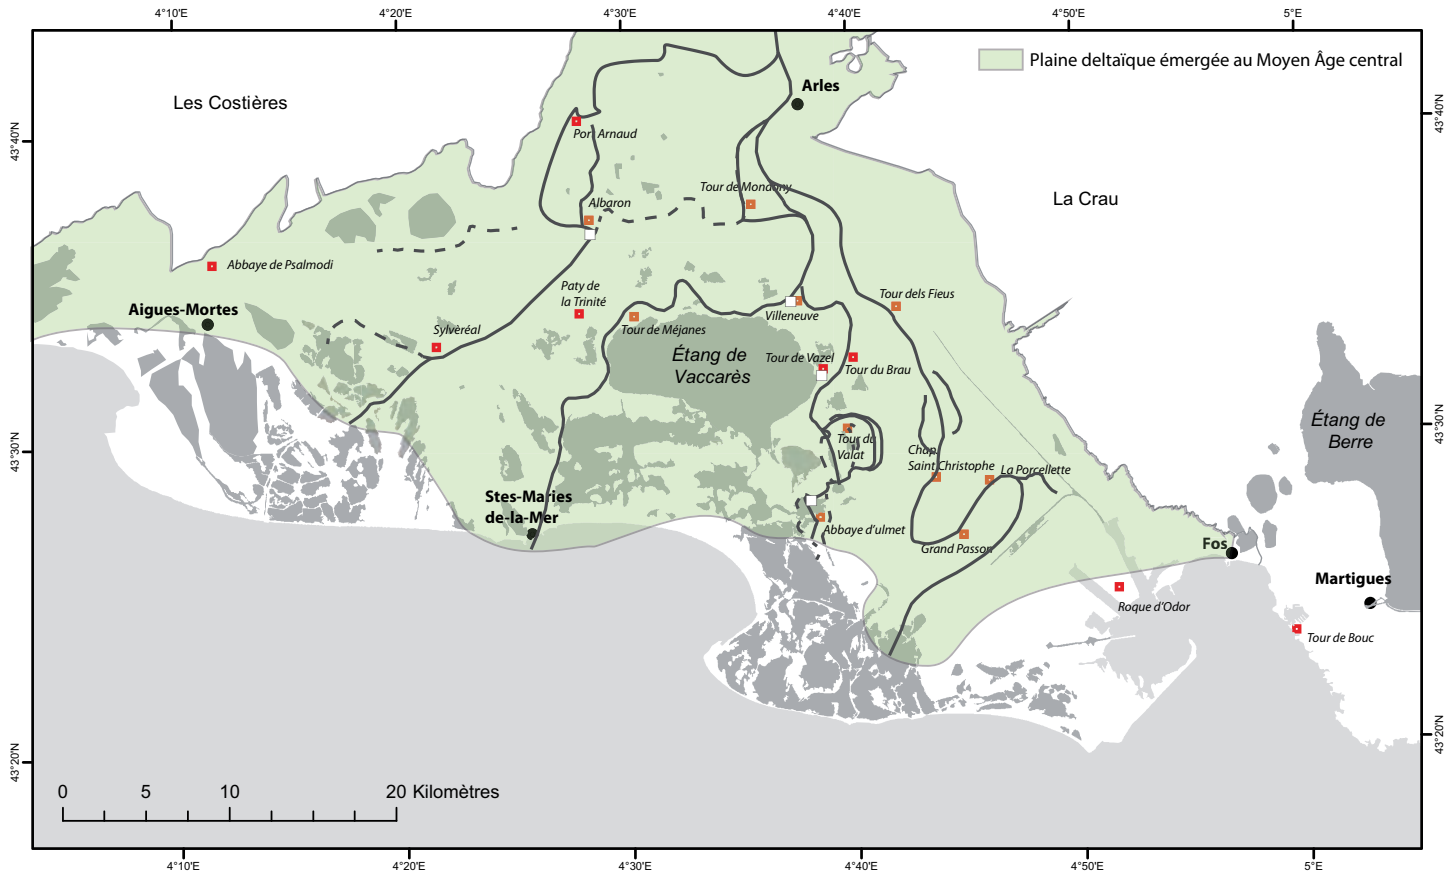 4°10'E
4°20'E
4°30'E
4°40'E
4°50'E
5°E
Plaine deltaïque émergée au Moyen Âge central
Arles
Les Costières
43°40'N
43°40'N
Port Arnaud
Tour de Mondony
La Crau
Albaron
Abbaye de Psalmodi
Paty de
la Trinité
Tour dels Fieus
Aigues-Mortes
Villeneuve
Sylvèréal
Tour de Méjanes
Étang de
Vaccarès
Tour de Vazel
Tour du Brau
Étang de
Berre
43°30'N
43°30'N
Tour du
Valat
Chap.
Saint Christophe
La Porcellette
Stes-Maries
de-la-Mer
Abbaye d'ulmet
Grand Passon
Fos
Martigues
Roque d'Odor
Tour de Bouc
43°20'N
43°20'N
0 5 10 20 Kilomètres
4°10'E
4°20'E
4°30'E
4°40'E
4°50'E
5°E